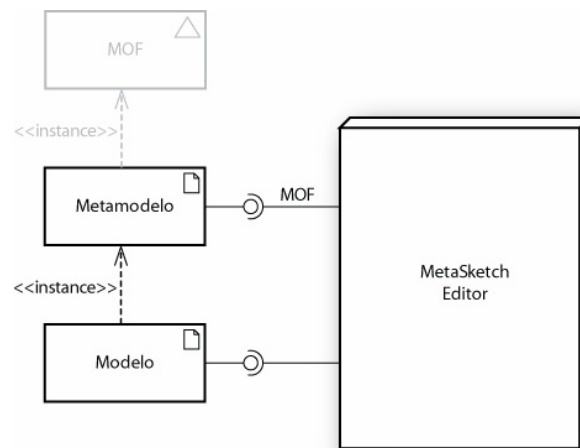 MOF
<<instance>>
Metamodelo
MOF
MetaSketch
Editor
<<instance>>
Modelo